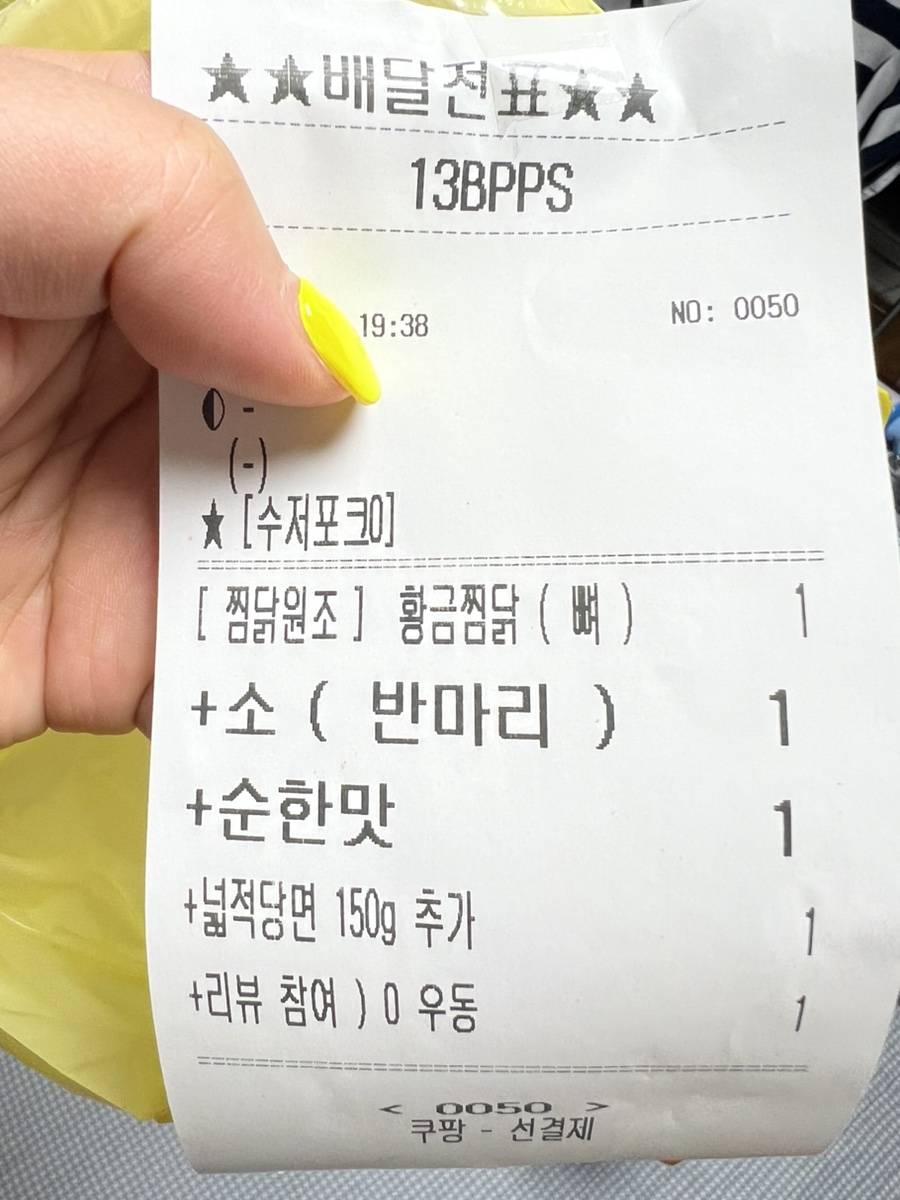 ★★배달전표★★
13BPPS
19:38 NO: 0050
◐ -
(-)
★ [수저포크0]
[ 찜닭원조 ] 황금찜닭 ( 뼈 ) 1
+소 ( 반마리 ) 1
+순한맛 1
+넓적당면 150g 추가 1
+리뷰 참여 ) 0 우동 1
< 0050 >
쿠팡 - 선결제